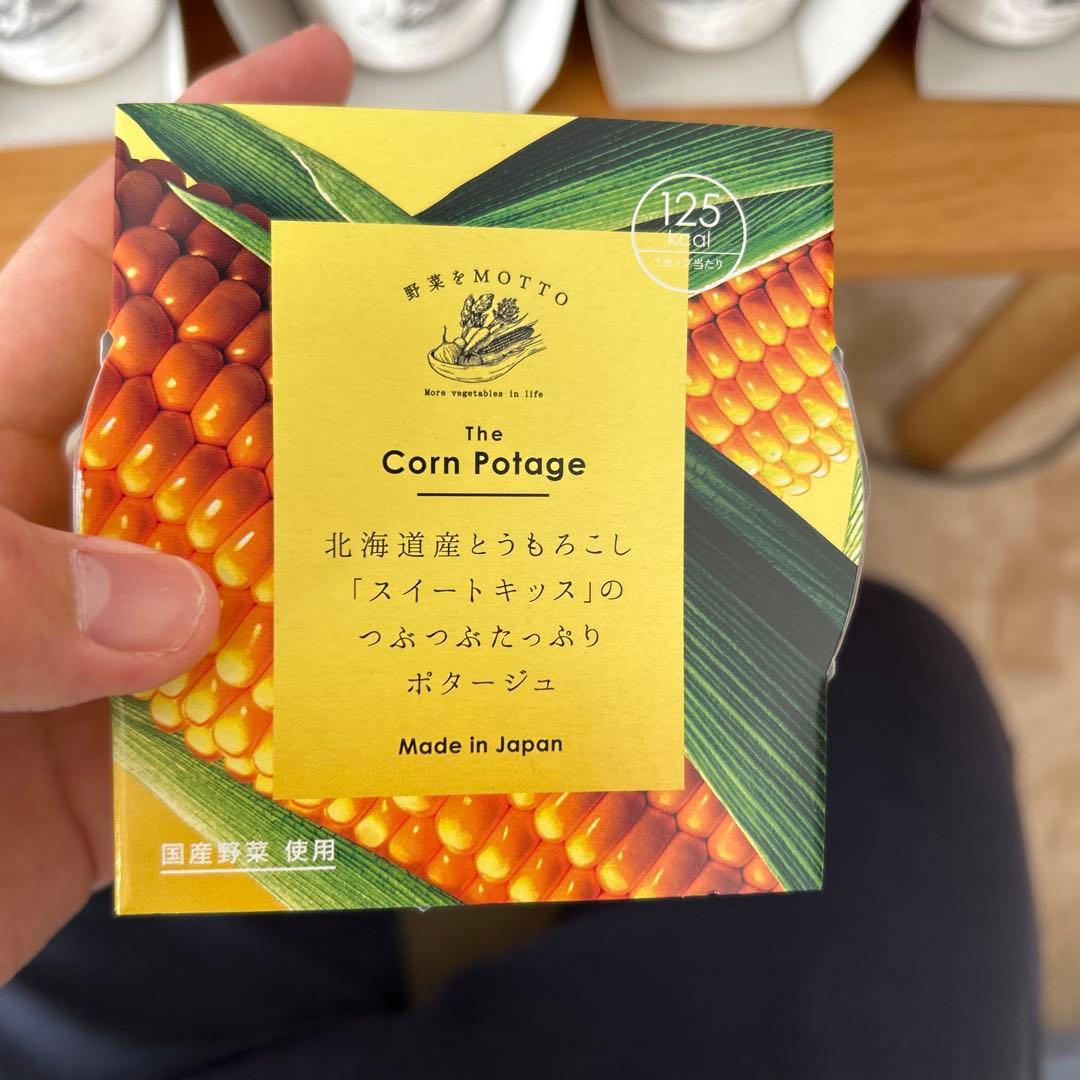 125
kcal
1カップ当たり
野菜をMOTTO
More vegetables in life
The
Corn Potage
北海道産とうもろこし
「スイートキッス」の
つぶつぶたっぷり
ポタージュ
Made in Japan
国産野菜 使用